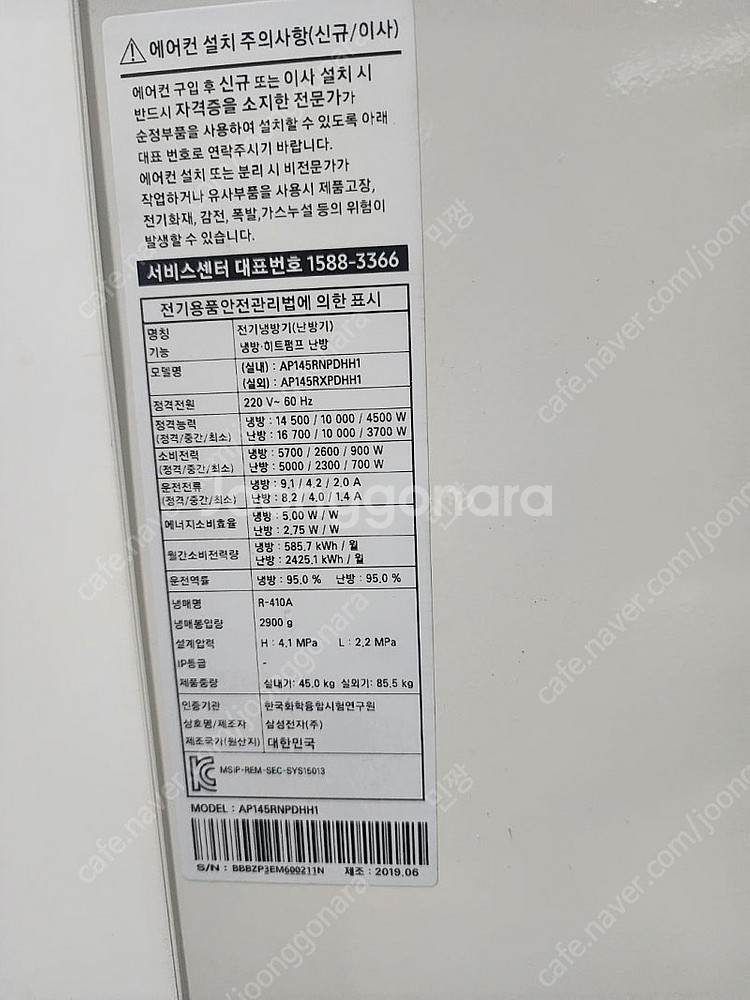 에어컨 설치 주의사항(신규/이사)
에어컨 구입 후 신규 또는 이사 설치 시
반드시 자격증을 소지한 전문가가
순정부품을 사용하여 설치할 수 있도록 아래
대표 번호로 연락주시기 바랍니다.
에어컨 설치 또는 분리 시 비전문가가
작업하거나 유사부품을 사용시 제품고장,
전기화재, 감전, 폭발,가스누설 등의 위험이
발생할 수 있습니다.
서비스센터 대표번호 1588-3366
전기용품안전관리법에 의한 표시
명칭 전기냉방기(난방기)
기능 냉방·히트펌프 난방
모델명 (실내) : AP145RNPDHH1
(실외) : AP145RXPDHH1
정격전원 220 V~ 60 Hz
정격능력 냉방 : 14 500 / 10 000 / 4500 W
(정격/중간/최소) 난방 : 16 700 / 10 000 / 3700 W
소비전력 냉방 : 5700 / 2600 / 900 W
(정격/중간/최소) 난방 : 5000 / 2300 / 700 W
운전전류 냉방 : 9.1 / 4.2 / 2.0 A
(정격/중간/최소) 난방 : 8.2 / 4.0 / 1.4 A
에너지소비효율 냉방 : 5.00 W / W
난방 : 2.75 W / W
월간소비전력량 냉방 : 585.7 kWh / 월
난방 : 2425.1 kWh / 월
운전역률 냉방 : 95.0 % 난방 : 95.0 %
냉매명 R-410A
냉매봉입량 2900 g
설계압력 H : 4.1 MPa L : 2.2 MPa
IP등급 -
제품중량 실내기: 45.0 kg 실외기: 85.5 kg
인증기관 한국화학융합시험연구원
상호명/제조자 삼성전자(주)
제조국가(원산지) 대한민국
MSIP-REM-SEC-SYS15013
MODEL : AP145RNPDHH1
S/N : BBBZP3EM600211N 제조 : 2019.06
joonggonara
cafe.naver.com/joonggonara
민짱